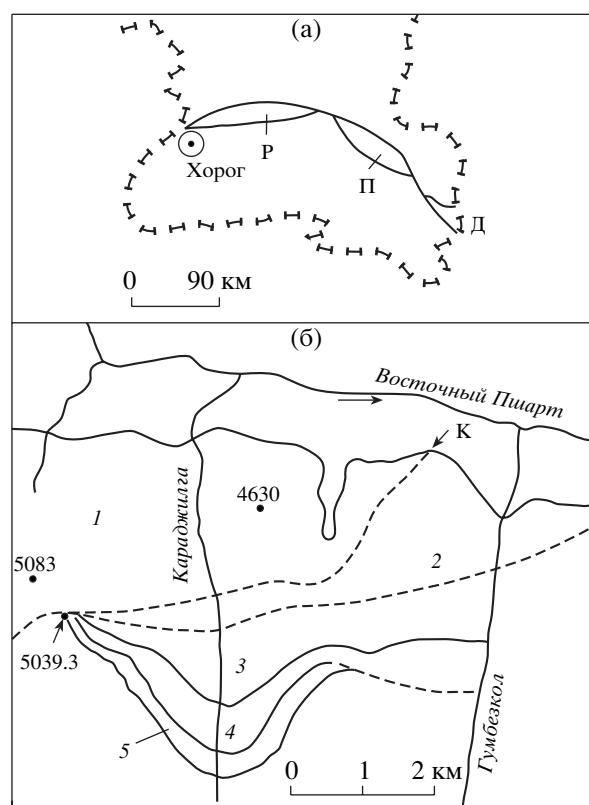 (а)
Хорог
Р
П
Д
0 90 км
(б)
Восточный Пшарт
К
4630
Караджилга
1
5083
2
5039.3
3
4
5
Гумбезкол
0 1 2 км